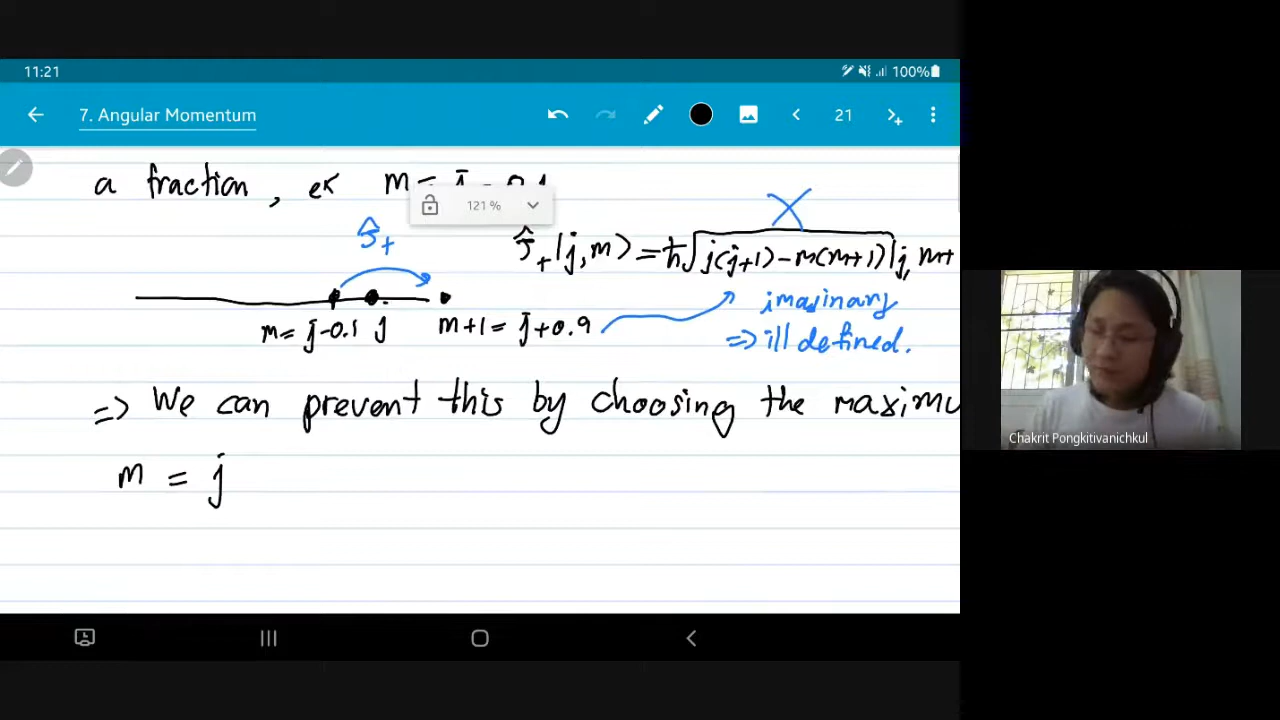 11:21
100%
7. Angular Momentum
21
a fraction, ex m = j - 0.1
121 %
X
Ĵ+
Ĵ+|j,m⟩ = ħ√j(j+1)-m(m+1)|j, m+
imaginary
m = j-0.1 j m+1 = j+0.9
⇒ ill defined.
⇒ We can prevent this by choosing the maximu
m = j
Chakrit Pongkitivanichkul